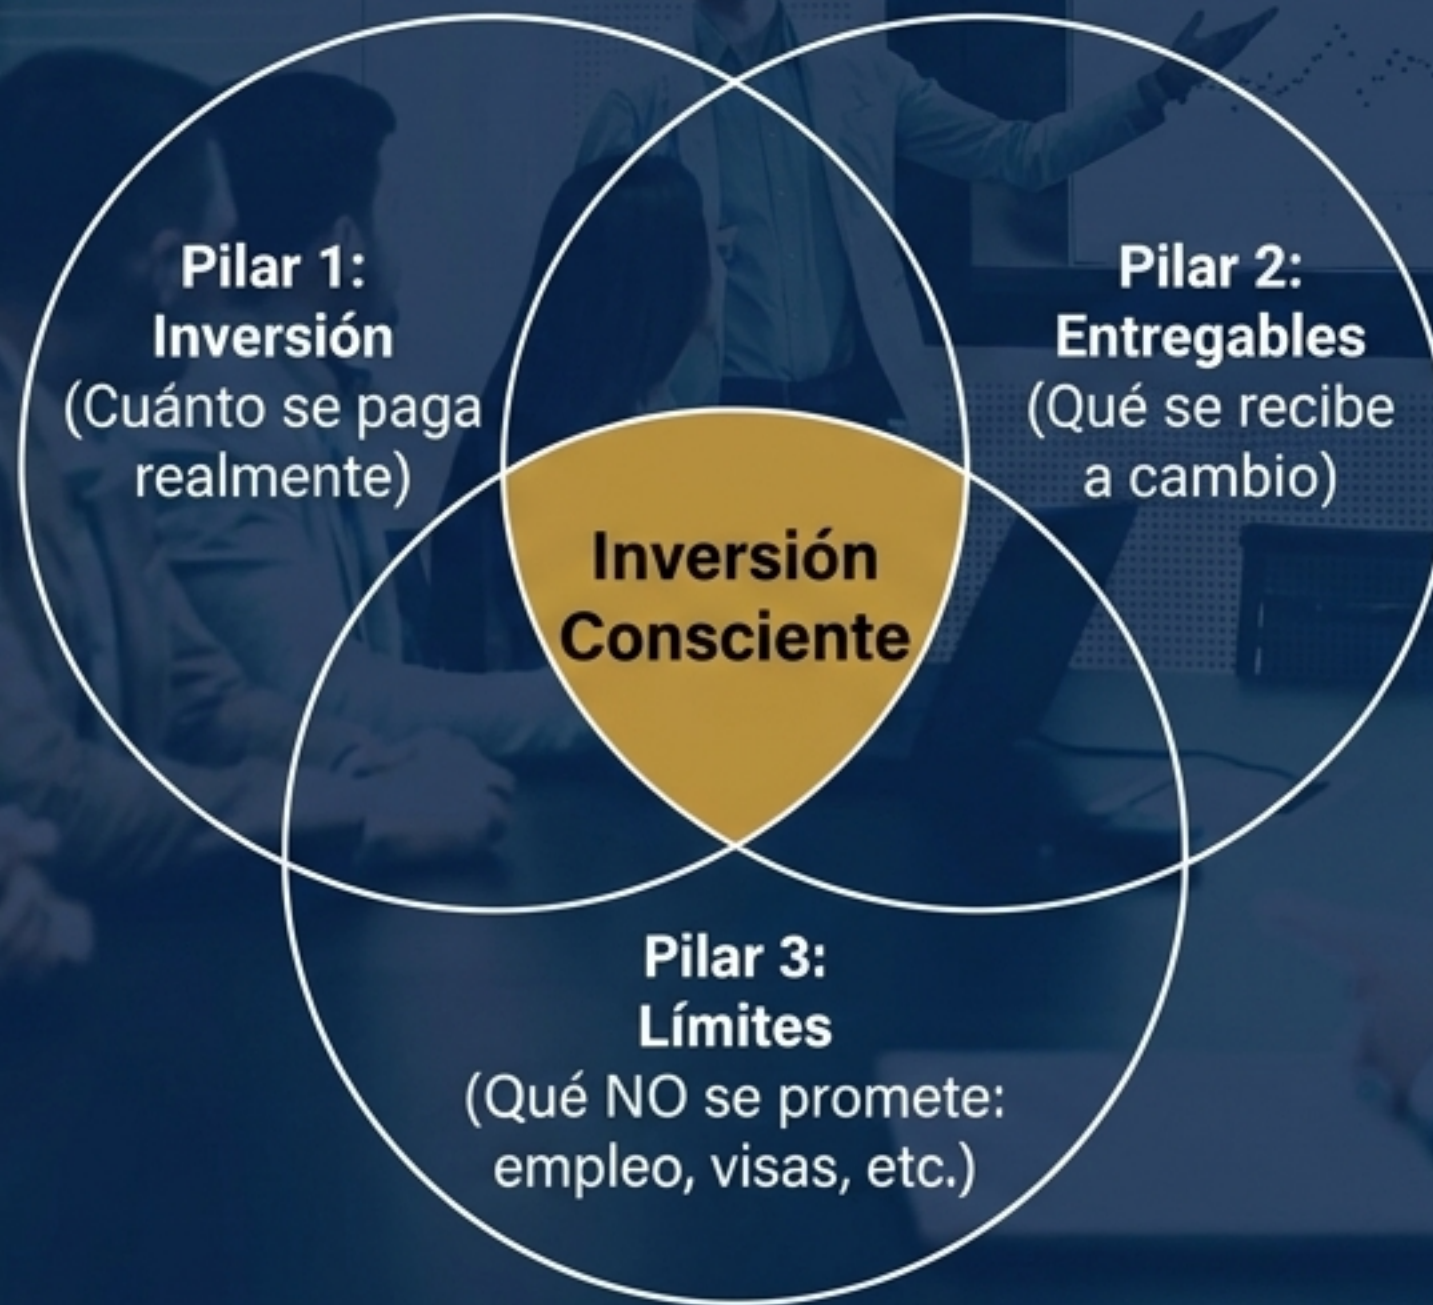 Pilar 1:
Inversión
(Cuánto se paga
realmente)
Pilar 2:
Entregables
(Qué se recibe
a cambio)
Inversión
Consciente
Pilar 3:
Límites
(Qué NO se promete:
empleo, visas, etc.)